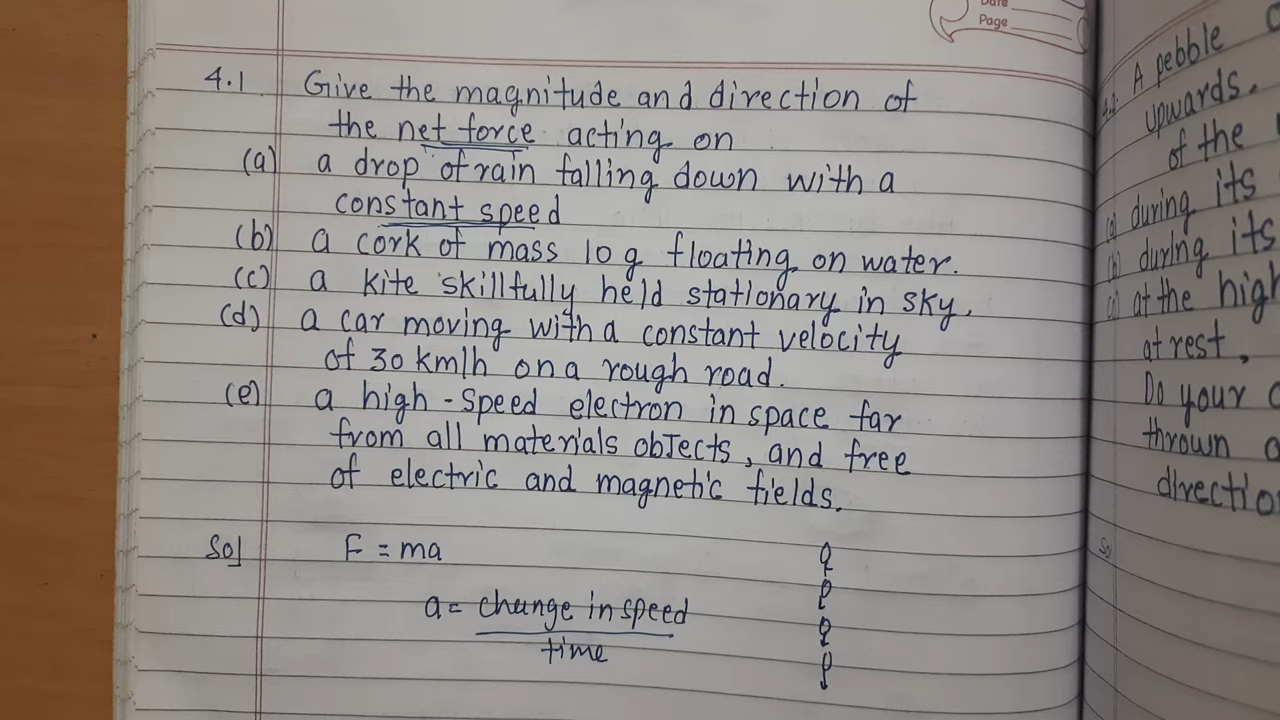 Date
Page
4.1 Give the magnitude and direction of
the net force acting on
(a) a drop of rain falling down with a
constant speed
(b) a cork of mass 10 g floating on water.
(c) a kite skillfully held stationary in sky.
(d) a car moving with a constant velocity
of 30 km/h on a rough road.
(e) a high-speed electron in space far
from all materials objects, and free
of electric and magnetic fields.
Sol F = ma
a = change in speed
time
A pebble
upwards.
of the
(a) during its
(b) during its
at the high
at rest.
Do your
thrown
directio